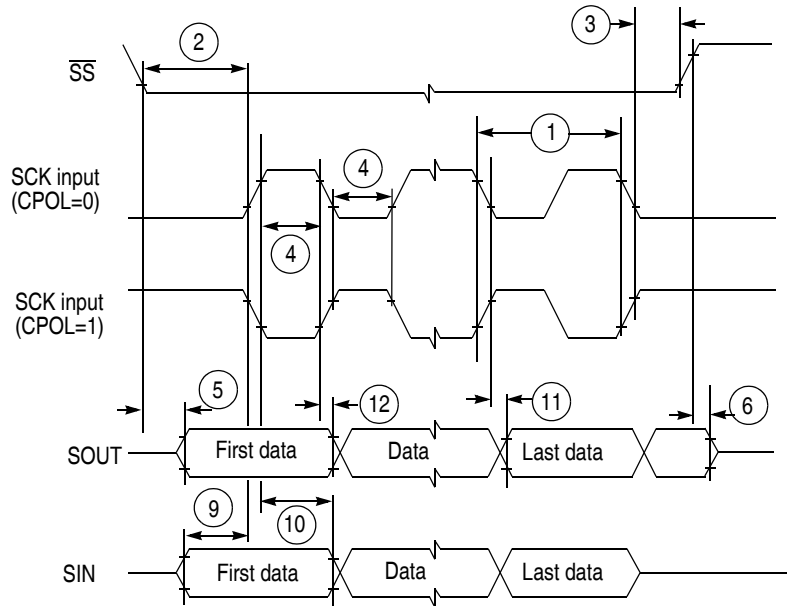 3
2
SS
1
SCK input
(CPOL=0)
4
4
SCK input
(CPOL=1)
5
12
11
6
SOUT
First data
Data
Last data
9
10
SIN
First data
Data
Last data